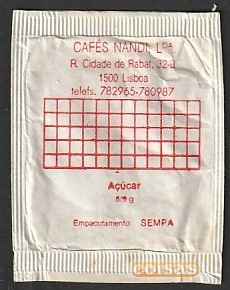 CAFÉS NANDI, Lᴰᵃ
R. Cidade de Rabat, 32-B
1500 Lisboa
telefs. 782965-780987
Açúcar
g
Empacotamento SEMPA
coisas